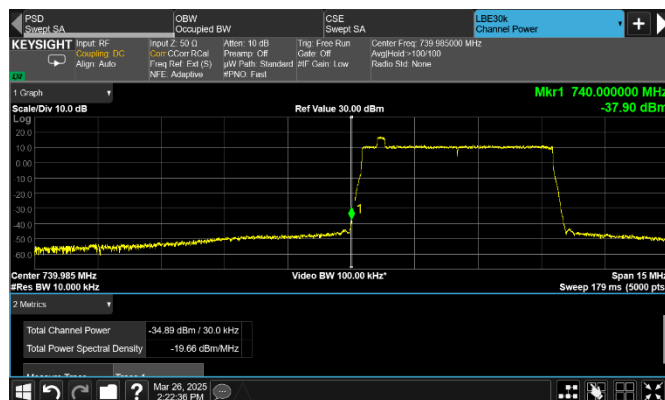 PSD
Swept SA
OBW
Occupied BW
CSE
Swept SA
LBE30k
Channel Power
KEYSIGHT
Input: RF
Coupling: DC
Align: Auto
Input Z: 50 Ω
Corr CCorr RCal
Freq Ref: Ext (S)
NFE: Adaptive
Atten: 10 dB
Preamp: Off
µW Path: Standard
#PNO: Fast
Trig: Free Run
Gate: Off
#IF Gain: Low
Center Freq: 739.985000 MHz
Avg|Hold:>100/100
Radio Std: None
LXI
1 Graph
Mkr1 740.000000 MHz
Scale/Div 10.0 dB
Ref Value 30.00 dBm
-37.90 dBm
Log
20.0
10.0
0.00
-10.0
-20.0
-30.0
-40.0
-50.0
-60.0
1
Center 739.985 MHz
Video BW 100.00 kHz*
Span 15 MHz
#Res BW 10.000 kHz
Sweep 179 ms (5000 pts)
2 Metrics
Total Channel Power
-34.89 dBm / 30.0 kHz
Total Power Spectral Density
-19.66 dBm/MHz
Measure Trace
Trace 1
?
Mar 26, 2025
2:22:36 PM